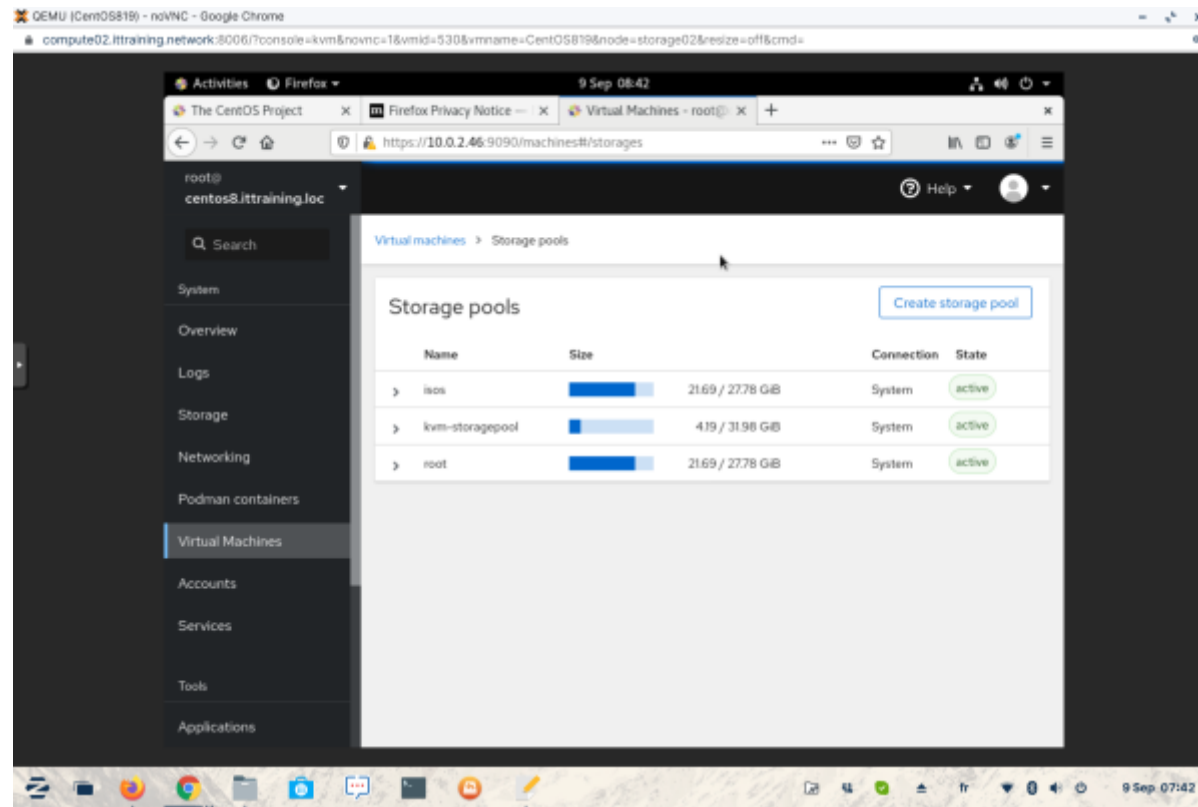 QEMU (CentOS819) - noVNC - Google Chrome
compute02.ittraining.network:8006/?console=kvm&novnc=1&vmid=530&vmname=CentOS819&node=storage02&resize=off&cmd=
Activities Firefox 9 Sep 08:42
The CentOS Project Firefox Privacy Notice — Virtual Machines - root@
https://10.0.2.46:9090/machines#/storages
root@
centos8.ittraining.loc
Help
Search
Virtual machines > Storage pools
System
Storage pools
Create storage pool
Overview
Name Size Connection State
Logs
isos 21.69 / 27.78 GiB System active
Storage
kvm-storagepool 4.19 / 31.98 GiB System active
Networking
root 21.69 / 27.78 GiB System active
Podman containers
Virtual Machines
Accounts
Services
Tools
Applications
fr 9 Sep 07:42